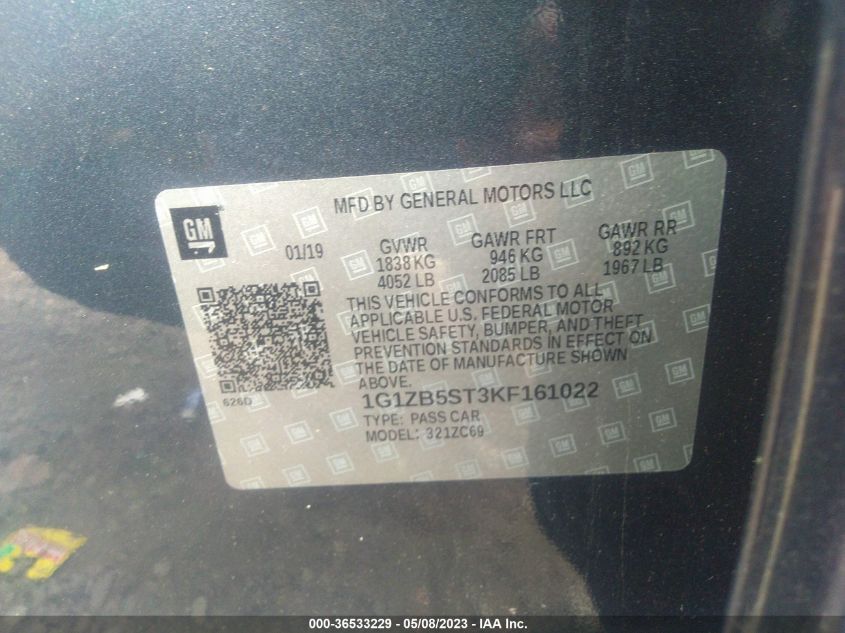 MFD BY GENERAL MOTORS LLC
GM
01/19
GVWR
1838 KG
4052 LB
GAWR FRT
946 KG
2085 LB
GAWR RR
892 KG
1967 LB
THIS VEHICLE CONFORMS TO ALL
APPLICABLE U.S. FEDERAL MOTOR
VEHICLE SAFETY, BUMPER, AND THEFT
PREVENTION STANDARDS IN EFFECT ON
THE DATE OF MANUFACTURE SHOWN
ABOVE.
626D
1G1ZB5ST3KF161022
TYPE: PASS CAR
MODEL: 321ZC69
000-36533229 - 05/08/2023 - IAA Inc.